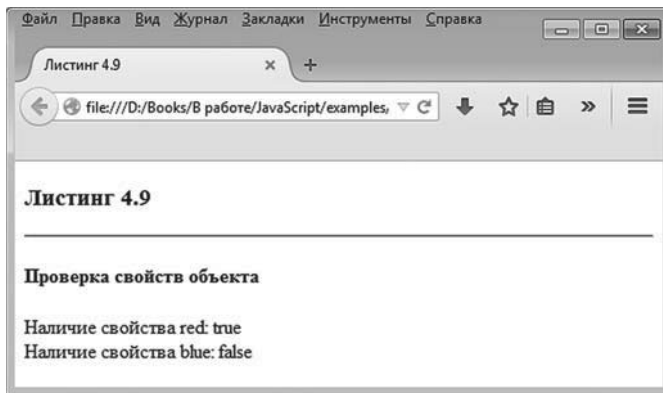 Файл Правка Вид Журнал Закладки Инструменты Справка
Листинг 4.9
file:///D:/Books/В работе/JavaScript/examples,
Листинг 4.9
Проверка свойств объекта
Наличие свойства red: true
Наличие свойства blue: false